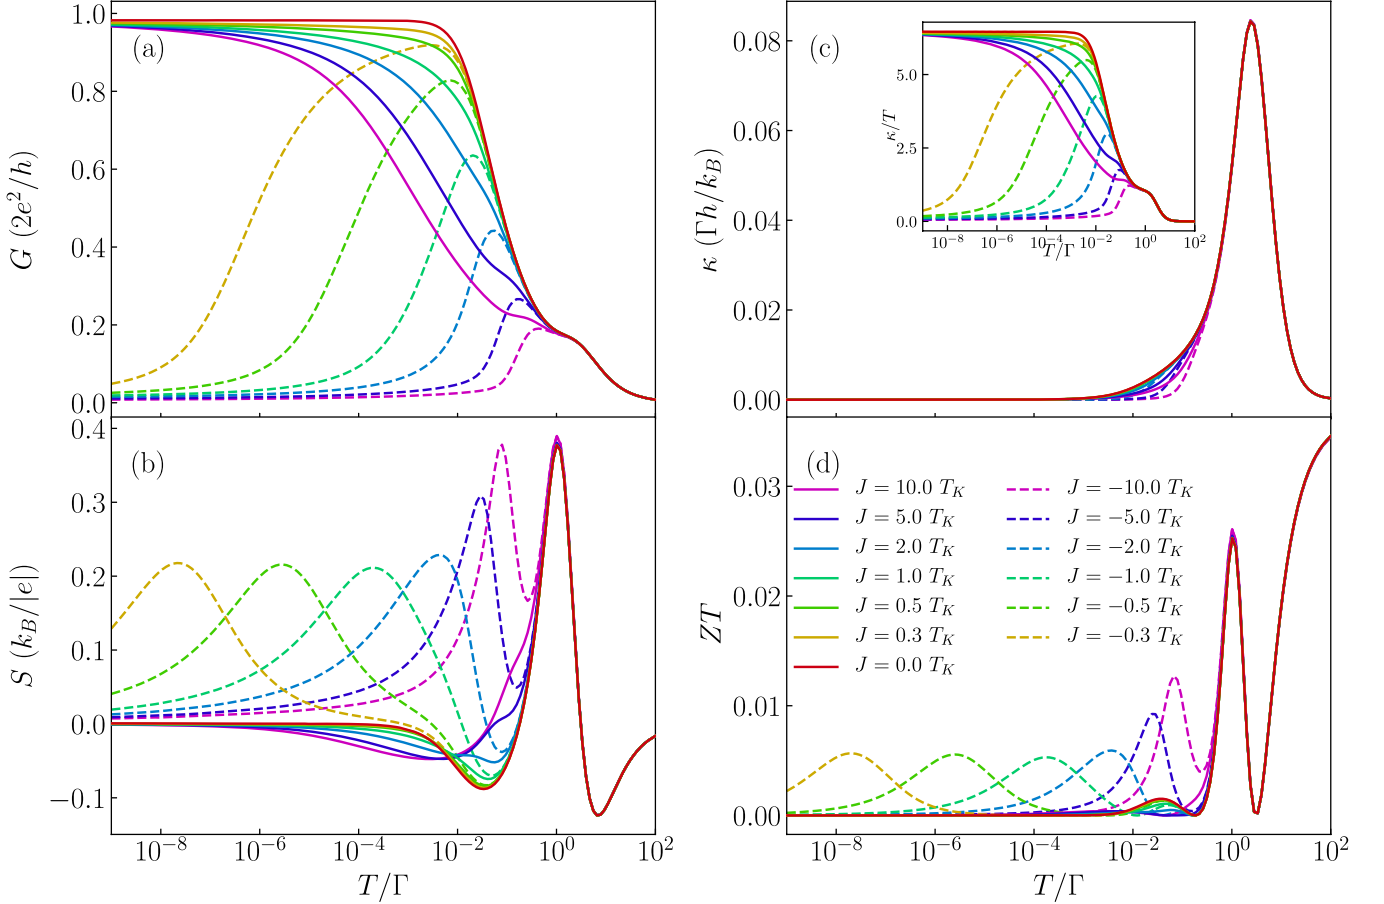 (a)
G (2e²/h)
1.0
0.8
0.6
0.4
0.2
0.0
(b)
S (k_B/|e|)
0.4
0.3
0.2
0.1
0.0
−0.1
10⁻⁸ 10⁻⁶ 10⁻⁴ 10⁻² 10⁰ 10²
T/Γ
(c)
κ (Γh/k_B)
0.08
0.06
0.04
0.02
0.00
κ/T
5.0
2.5
0.0
10⁻⁸ 10⁻⁶ 10⁻⁴ 10⁻² 10⁰ 10²
T/Γ
(d)
ZT
0.03
0.02
0.01
0.00
J = 10.0 T_K J = −10.0 T_K
J = 5.0 T_K J = −5.0 T_K
J = 2.0 T_K J = −2.0 T_K
J = 1.0 T_K J = −1.0 T_K
J = 0.5 T_K J = −0.5 T_K
J = 0.3 T_K J = −0.3 T_K
J = 0.0 T_K
10⁻⁸ 10⁻⁶ 10⁻⁴ 10⁻² 10⁰ 10²
T/Γ